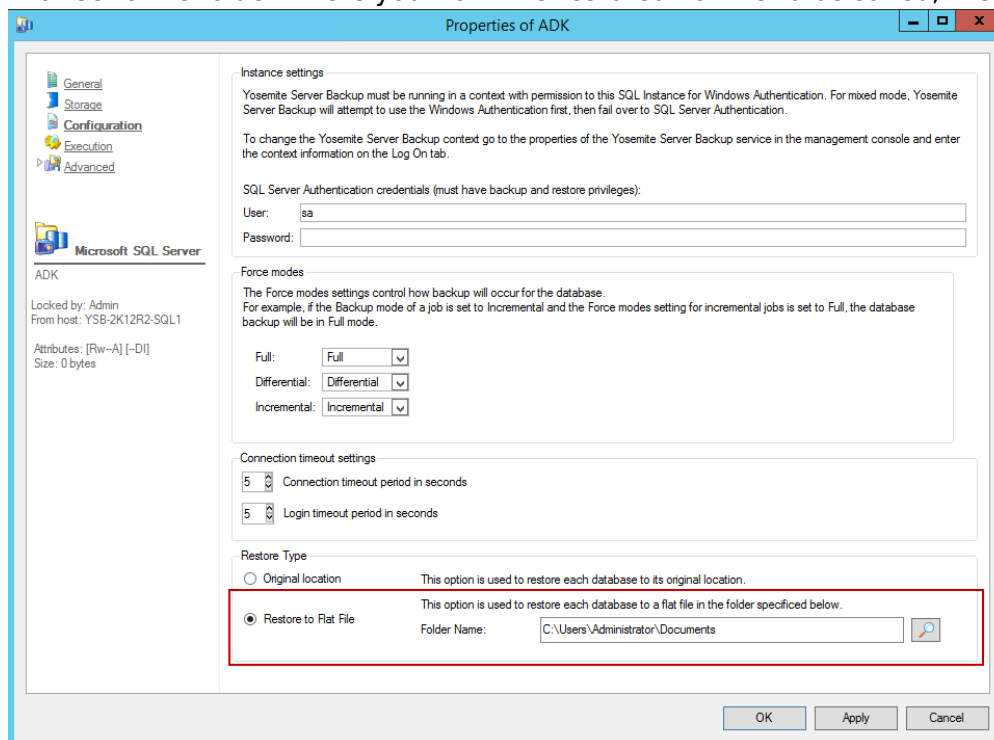 Properties of ADK
General
Storage
Configuration
Execution
Advanced
Microsoft SQL Server
ADK
Locked by: Admin
From host: YSB-2K12R2-SQL1
Attributes: [Rw--A] [--DI]
Size: 0 bytes
Instance settings
Yosemite Server Backup must be running in a context with permission to this SQL Instance for Windows Authentication. For mixed mode, Yosemite
Server Backup will attempt to use the Windows Authentication first, then fail over to SQL Server Authentication.
To change the Yosemite Server Backup context go to the properties of the Yosemite Server Backup service in the management console and enter
the context information on the Log On tab.
SQL Server Authentication credentials (must have backup and restore privileges):
User: sa
Password:
Force modes
The Force modes settings control how backup will occur for the database.
For example, if the Backup mode of a job is set to Incremental and the Force modes setting for incremental jobs is set to Full, the database
backup will be in Full mode.
Full: Full
Differential: Differential
Incremental: Incremental
Connection timeout settings
5 Connection timeout period in seconds
5 Login timeout period in seconds
Restore Type
Original location This option is used to restore each database to its original location.
This option is used to restore each database to a flat file in the folder specificed below.
Restore to Flat File
Folder Name: C:\Users\Administrator\Documents
OK Apply Cancel